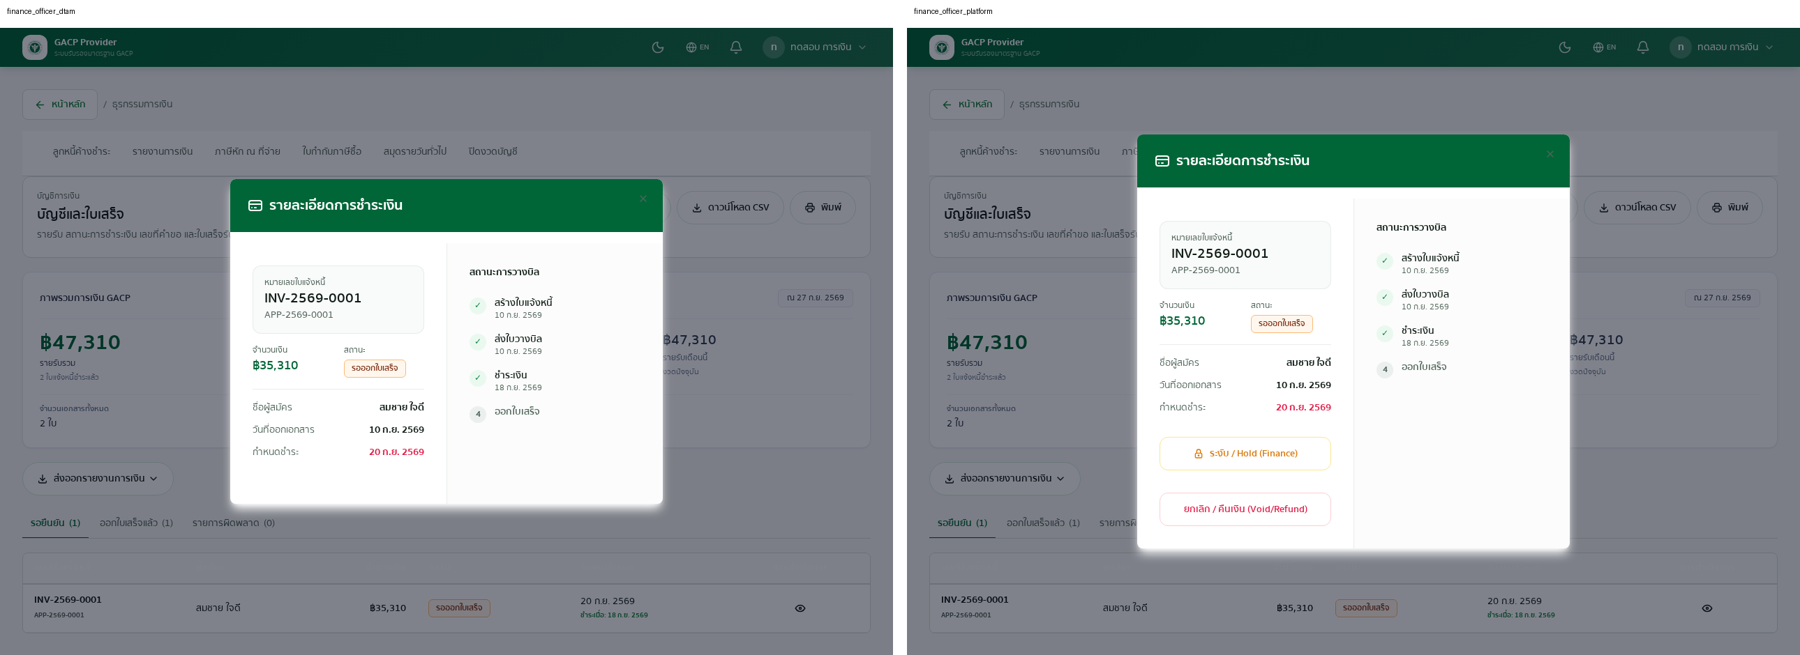 finance_officer_dtam
GACP Provider
ระบบรับรองมาตรฐาน GACP
EN
ท
ทดสอบ การเงิน
หน้าหลัก
/ ธุรกรรมการเงิน
ลูกหนี้ค้างชำระ
รายงานการเงิน
ภาษีหัก ณ ที่จ่าย
ใบกำกับภาษีซื้อ
สมุดรายวันทั่วไป
ปิดงวดบัญชี
บัญชีการเงิน
บัญชีและใบเสร็จ
รายรับ สถานะการชำระเงิน เลขที่คำขอ และใบเสร็จ
ดาวน์โหลด CSV
พิมพ์
ภาพรวมการเงิน GACP
ณ 27 ก.ย. 2569
฿47,310
รายรับรวม
2 ใบแจ้งหนี้ชำระแล้ว
฿47,310
รายรับเดือนนี้
งวดปัจจุบัน
จำนวนเอกสารทั้งหมด
2 ใบ
ส่งออกรายงานการเงิน
รอยืนยัน (1)
ออกใบเสร็จแล้ว (1)
รายการผิดพลาด (0)
INV-2569-0001
APP-2569-0001
สมชาย ใจดี
฿35,310
รอออกใบเสร็จ
20 ก.ย. 2569
ชำระเมื่อ: 18 ก.ย. 2569
รายละเอียดการชำระเงิน
หมายเลขใบแจ้งหนี้
INV-2569-0001
APP-2569-0001
จำนวนเงิน
฿35,310
สถานะ
รอออกใบเสร็จ
ชื่อผู้สมัคร
สมชาย ใจดี
วันที่ออกเอกสาร
10 ก.ย. 2569
กำหนดชำระ
20 ก.ย. 2569
สถานะการวางบิล
สร้างใบแจ้งหนี้
10 ก.ย. 2569
ส่งใบวางบิล
10 ก.ย. 2569
ชำระเงิน
18 ก.ย. 2569
4
ออกใบเสร็จ
finance_officer_platform
GACP Provider
ระบบรับรองมาตรฐาน GACP
EN
ท
ทดสอบ การเงิน
หน้าหลัก
/ ธุรกรรมการเงิน
ลูกหนี้ค้างชำระ
รายงานการเงิน
บัญชีการเงิน
บัญชีและใบเสร็จ
รายรับ สถานะการชำระเงิน เลขที่คำขอ และใบเสร็จ
ดาวน์โหลด CSV
พิมพ์
ภาพรวมการเงิน GACP
ณ 27 ก.ย. 2569
฿47,310
รายรับรวม
2 ใบแจ้งหนี้ชำระแล้ว
฿47,310
รายรับเดือนนี้
งวดปัจจุบัน
จำนวนเอกสารทั้งหมด
2 ใบ
ส่งออกรายงานการเงิน
รอยืนยัน (1)
ออกใบเสร็จแล้ว (1)
INV-2569-0001
APP-2569-0001
สมชาย ใจดี
฿35,310
รอออกใบเสร็จ
20 ก.ย. 2569
ชำระเมื่อ: 18 ก.ย. 2569
รายละเอียดการชำระเงิน
หมายเลขใบแจ้งหนี้
INV-2569-0001
APP-2569-0001
จำนวนเงิน
฿35,310
สถานะ
รอออกใบเสร็จ
ชื่อผู้สมัคร
สมชาย ใจดี
วันที่ออกเอกสาร
10 ก.ย. 2569
กำหนดชำระ
20 ก.ย. 2569
ระงับ / Hold (Finance)
ยกเลิก / คืนเงิน (Void/Refund)
สถานะการวางบิล
สร้างใบแจ้งหนี้
10 ก.ย. 2569
ส่งใบวางบิล
10 ก.ย. 2569
ชำระเงิน
18 ก.ย. 2569
4
ออกใบเสร็จ